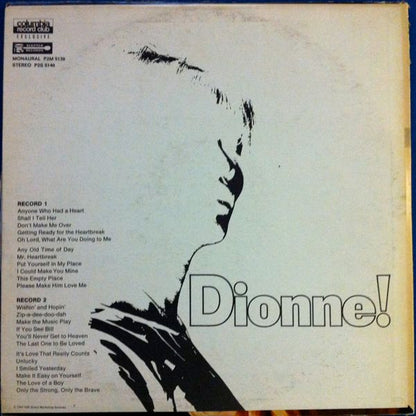 columbia
record club
EXCLUSIVE
SCEPTER
MONAURAL P2M 5139
STEREO P2S 5140
RECORD 1
Anyone Who Had a Heart
Shall I Tell Her
Don't Make Me Over
Getting Ready for the Heartbreak
Oh Lord, What Are You Doing to Me
Any Old Time of Day
Mr. Heartbreak
Put Yourself in My Place
I Could Make You Mine
This Empty Place
Please Make Him Love Me
RECORD 2
Wishin' and Hopin'
Zip-a-dee-doo-dah
Make the Music Play
If You See Bill
You'll Never Get to Heaven
The Last One to Be Loved
It's Love That Really Counts
Unlucky
I Smiled Yesterday
Make It Easy on Yourself
The Love of a Boy
Only the Strong, Only the Brave
Dionne!